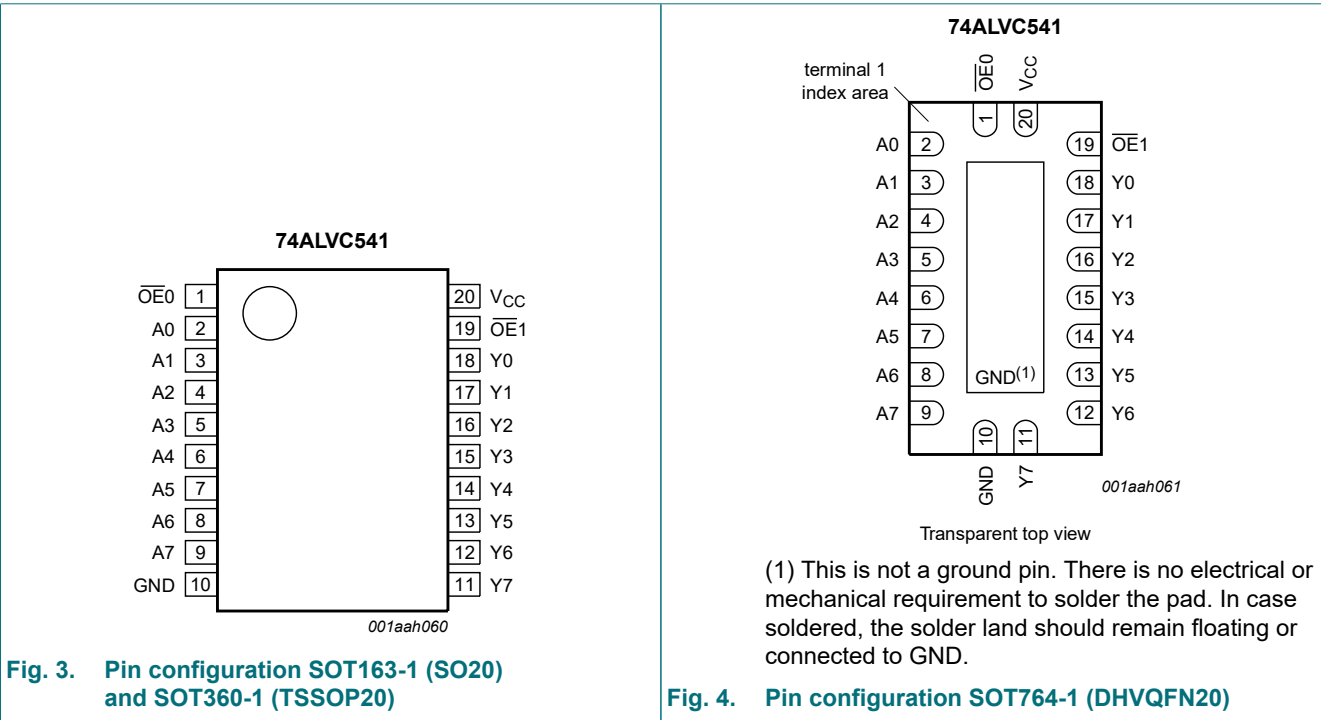 74ALVC541
OE0 1
A0 2
A1 3
A2 4
A3 5
A4 6
A5 7
A6 8
A7 9
GND 10
20 VCC
19 OE1
18 Y0
17 Y1
16 Y2
15 Y3
14 Y4
13 Y5
12 Y6
11 Y7
001aah060
Fig. 3. Pin configuration SOT163-1 (SO20)
and SOT360-1 (TSSOP20)
74ALVC541
terminal 1
index area
OE0
VCC
1
20
A0 2
A1 3
A2 4
A3 5
A4 6
A5 7
A6 8
A7 9
19 OE1
18 Y0
17 Y1
16 Y2
15 Y3
14 Y4
13 Y5
12 Y6
GND(1)
10
11
GND
Y7
001aah061
Transparent top view
(1) This is not a ground pin. There is no electrical or
mechanical requirement to solder the pad. In case
soldered, the solder land should remain floating or
connected to GND.
Fig. 4. Pin configuration SOT764-1 (DHVQFN20)